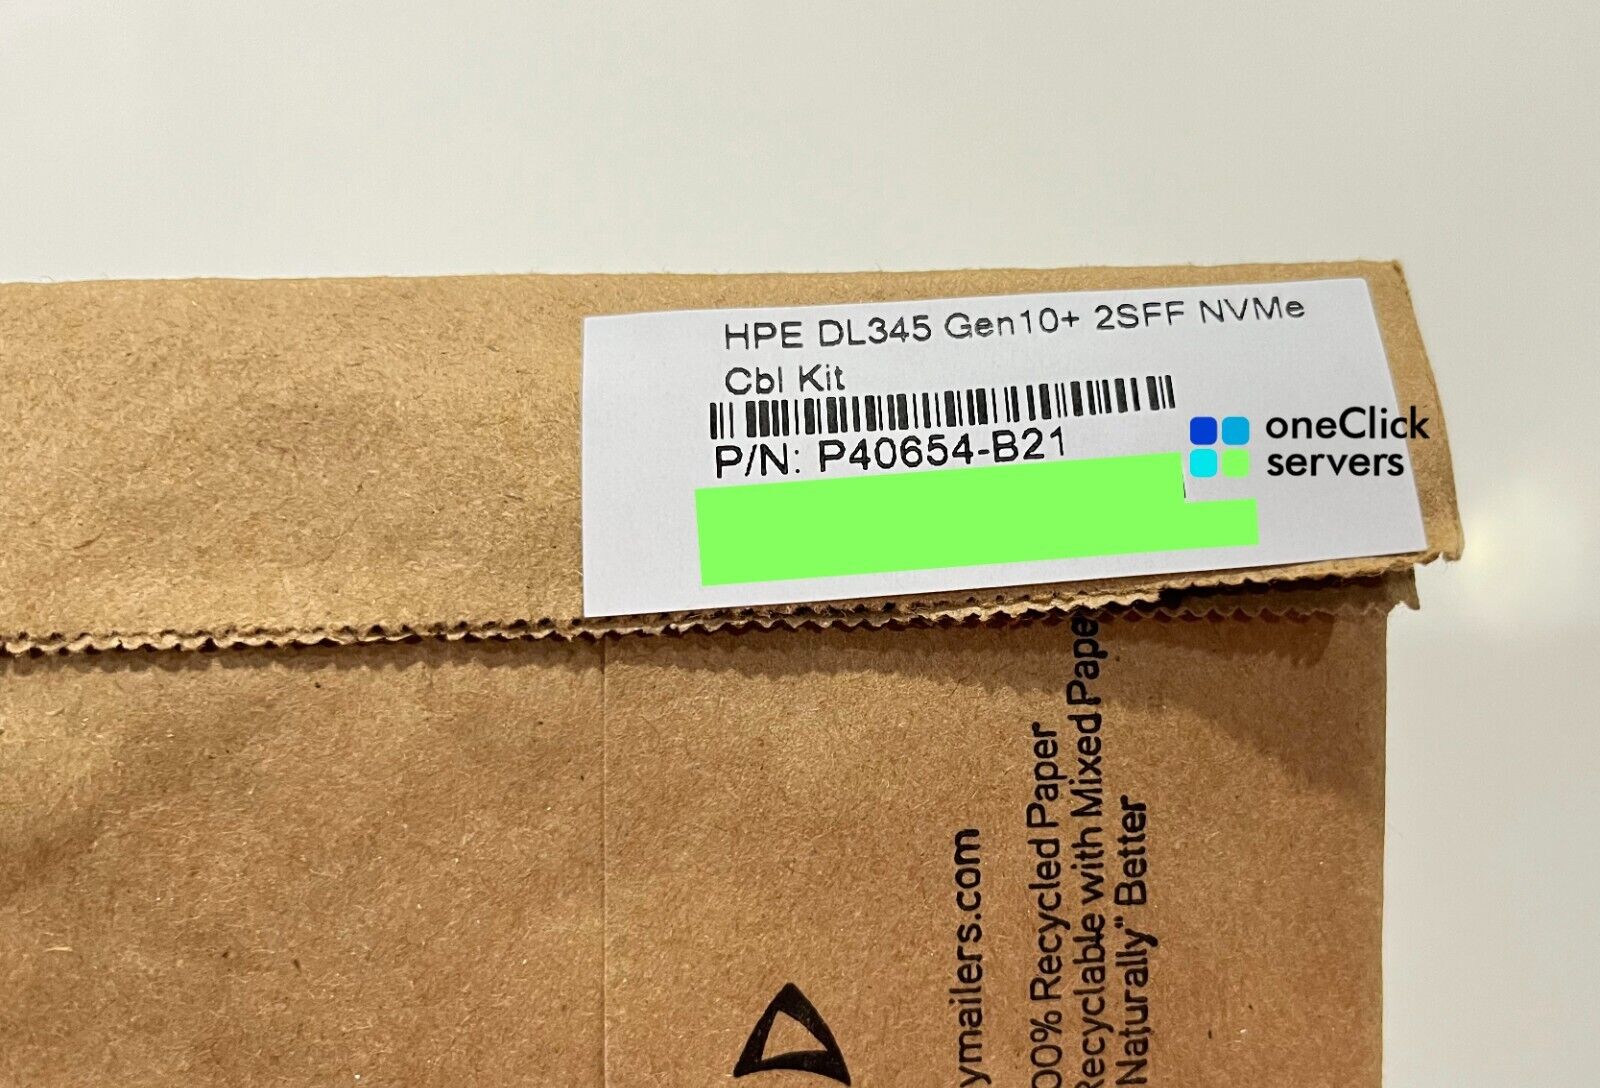 HPE DL345 Gen10+ 2SFF NVMe
Cbl Kit
P/N: P40654-B21
oneClick
servers
ymailers.com
00% Recycled Paper
Recyclable with Mixed Pape
Naturally" Better